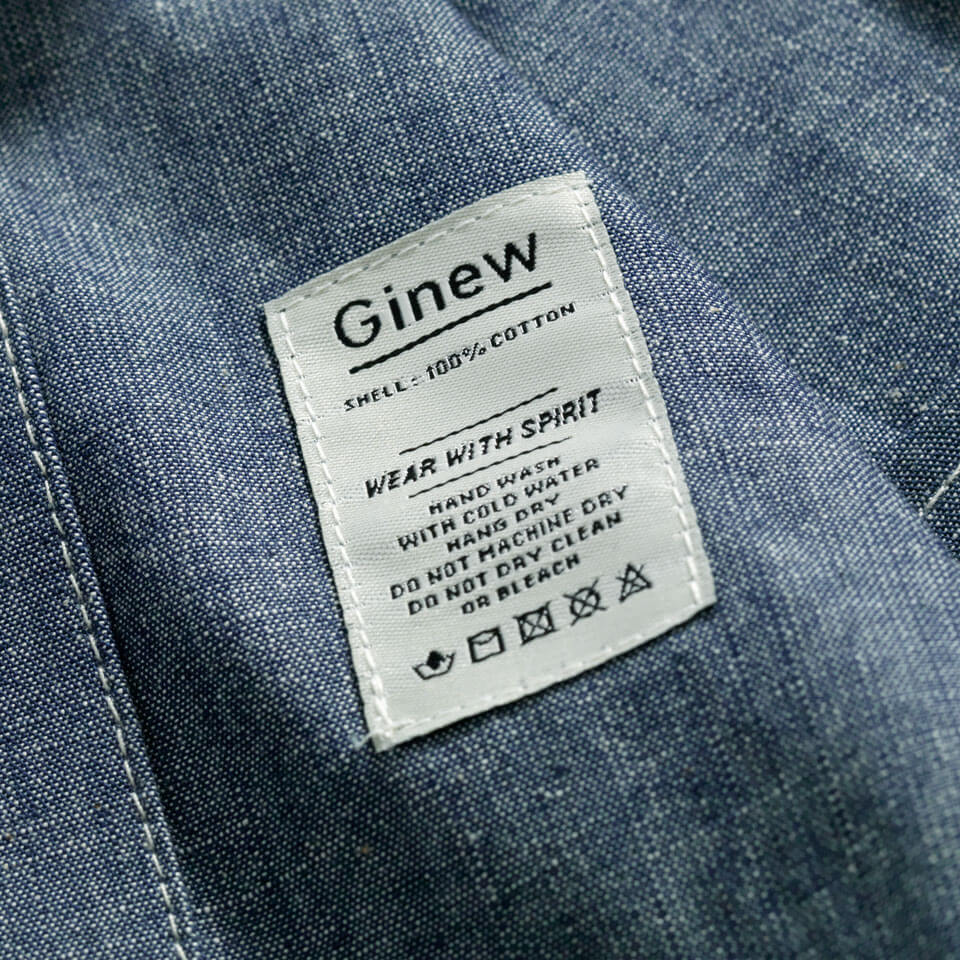 Ginew
SHELL: 100% COTTON
WEAR WITH SPIRIT
HAND WASH
WITH COLD WATER
HANG DRY
DO NOT MACHINE DRY
DO NOT DRY CLEAN
OR BLEACH